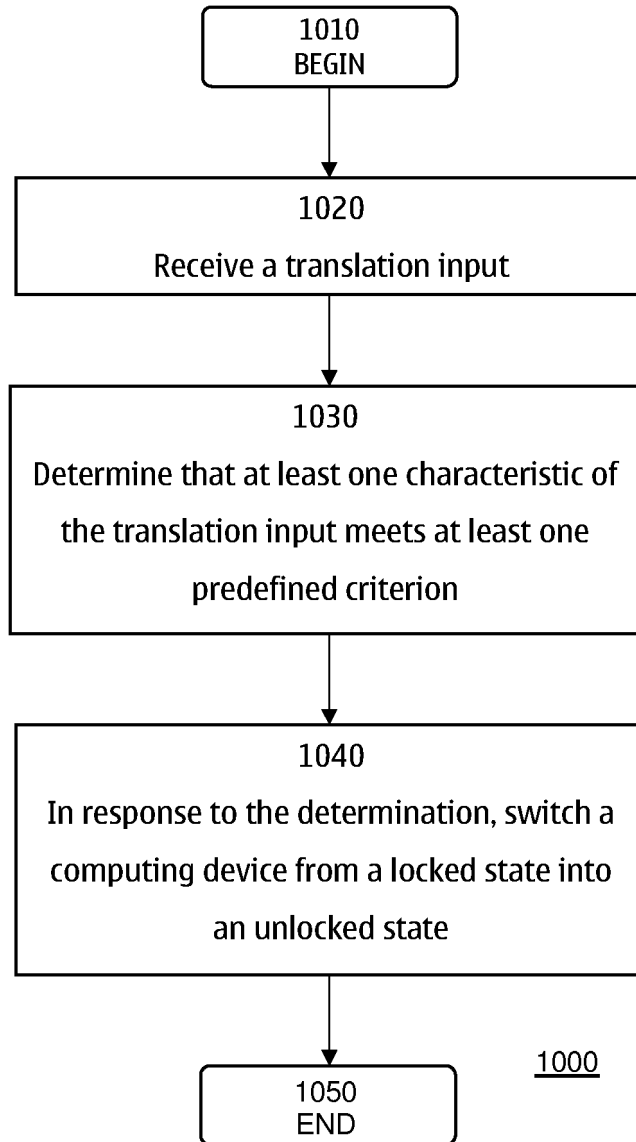 1010
BEGIN
1020
Receive a translation input
1030
Determine that at least one characteristic of
the translation input meets at least one
predefined criterion
1040
In response to the determination, switch a
computing device from a locked state into
an unlocked state
1000
1050
END